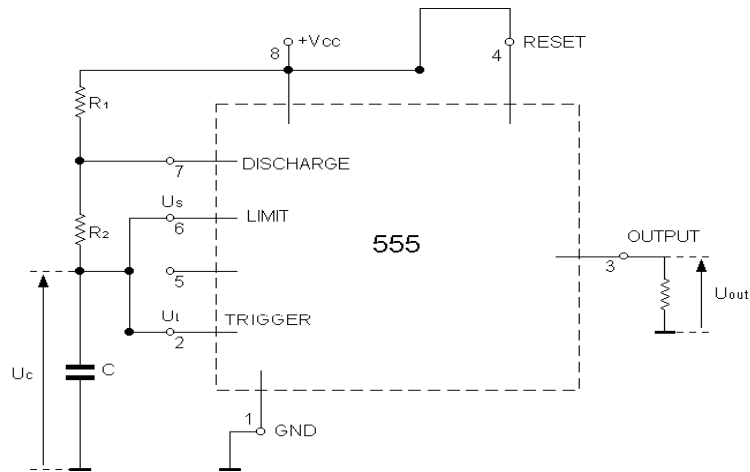 +Vcc
8
4
RESET
R1
7
DISCHARGE
Us
6
LIMIT
R2
555
5
OUTPUT
3
Uout
Ut
2
TRIGGER
Uc
C
1
GND